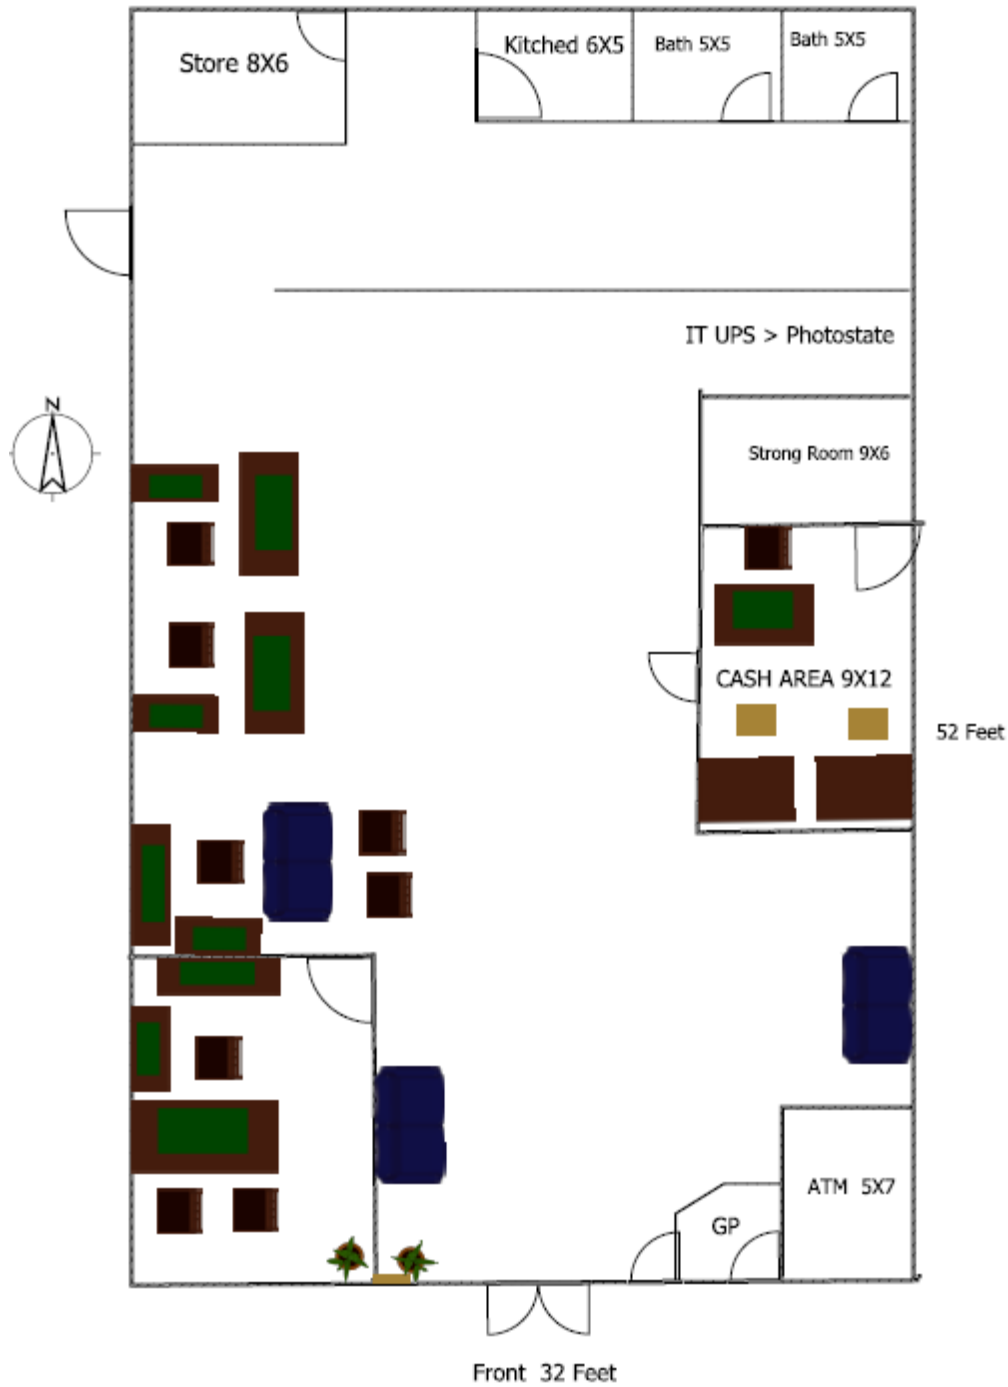 Store 8X6
Kitched 6X5
Bath 5X5
Bath 5X5
IT UPS > Photostate
N
Strong Room 9X6
CASH AREA 9X12
52 Feet
ATM 5X7
GP
Front 32 Feet